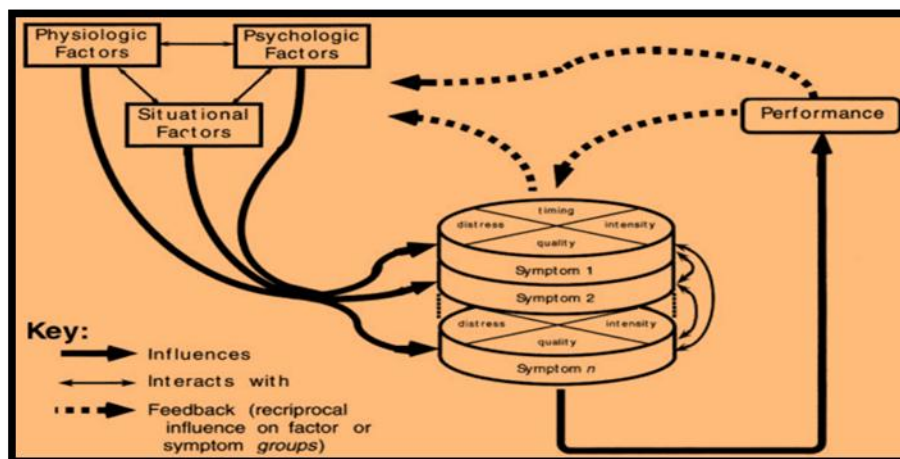 Physiologic
Factors
Psychologic
Factors
Situational
Factors
Performance
timing
distress
intensity
quality
Symptom 1
Symptom 2
distress
intensity
quality
Symptom n
Key:
Influences
Interacts with
Feedback (reciprocal
influence on factor or
symptom groups)